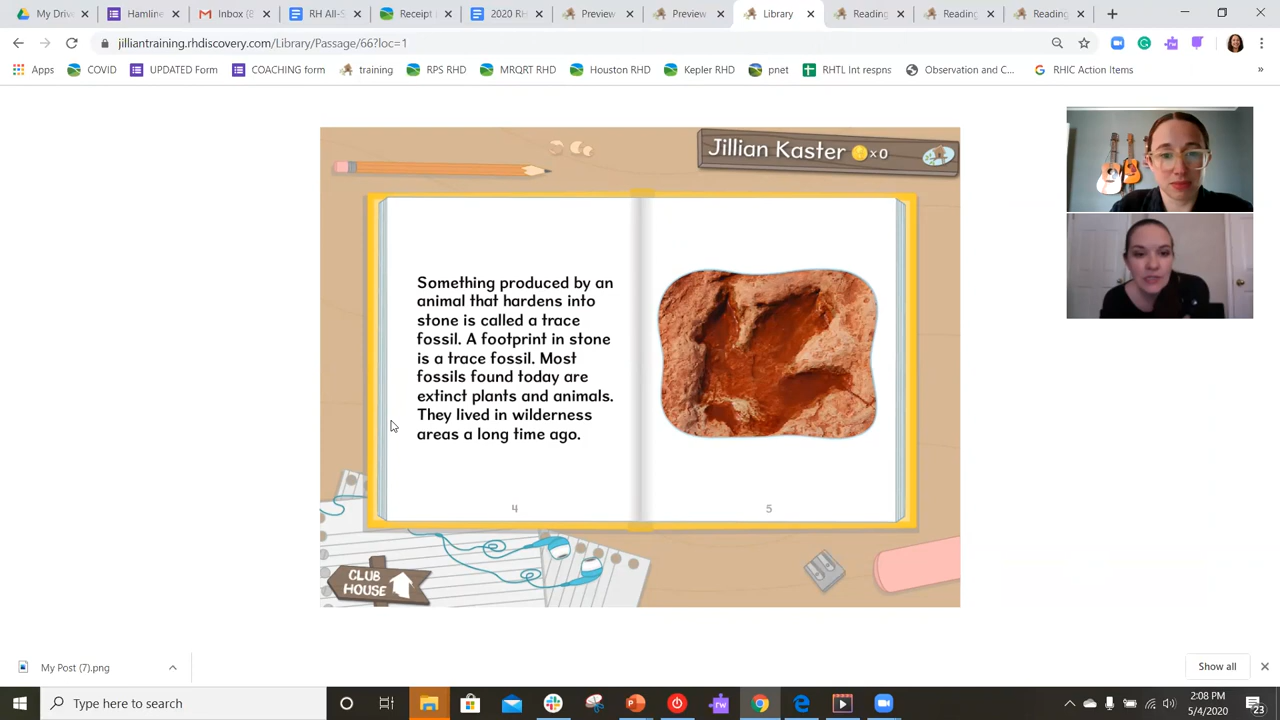 My Drive
Hamline
Inbox (8
RH All-S
Receipt
2020 RH
Preview
Preview
Library
Reading
Reading
Reading
jilliantraining.rhdiscovery.com/Library/Passage/66?loc=1
Apps
COVID
UPDATED Form
COACHING form
training
RPS RHD
MRQRT RHD
Houston RHD
Kepler RHD
pnet
RHTL Int respns
Observation and C...
RHIC Action Items
»
Jillian Kaster ×0
Something produced by an
animal that hardens into
stone is called a trace
fossil. A footprint in stone
is a trace fossil. Most
fossils found today are
extinct plants and animals.
They lived in wilderness
areas a long time ago.
4
5
CLUB
HOUSE
My Post (7).png
Show all
Type here to search
2:08 PM
5/4/2020
23